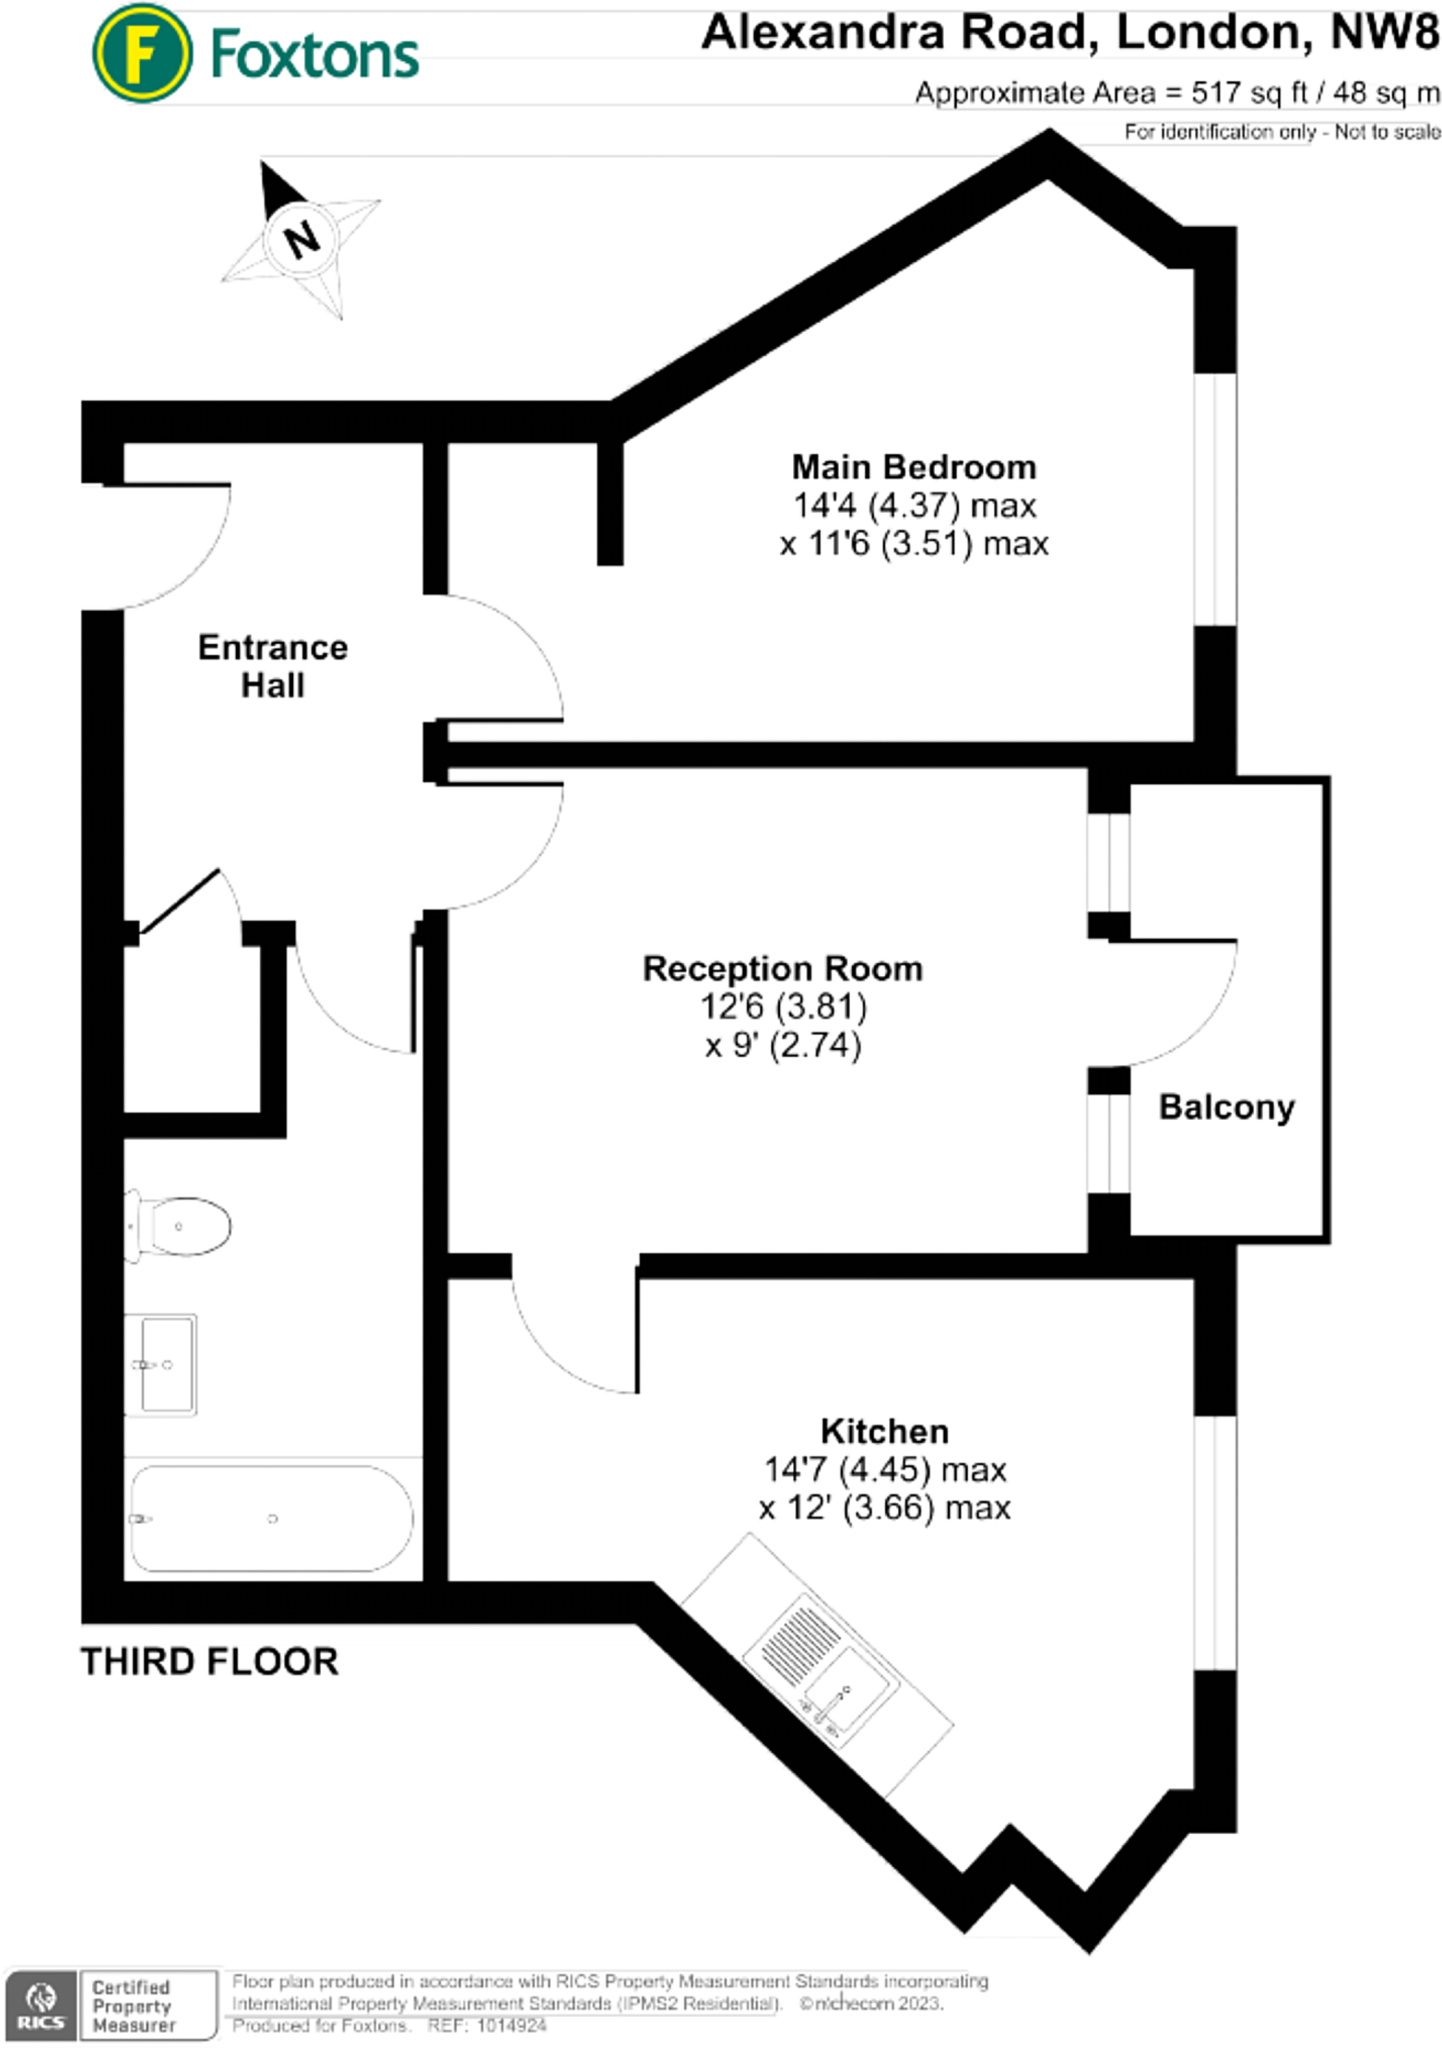 Foxtons
Alexandra Road, London, NW8
Approximate Area = 517 sq ft / 48 sq m
For identification only - Not to scale
N
Main Bedroom
14'4 (4.37) max
x 11'6 (3.51) max
Entrance
Hall
Reception Room
12'6 (3.81)
x 9' (2.74)
Balcony
Kitchen
14'7 (4.45) max
x 12' (3.66) max
THIRD FLOOR
RICS
Certified
Property
Measurer
Floor plan produced in accordance with RICS Property Measurement Standards incorporating
International Property Measurement Standards (IPMS2 Residential). © nichecom 2023.
Produced for Foxtons. REF: 1014924